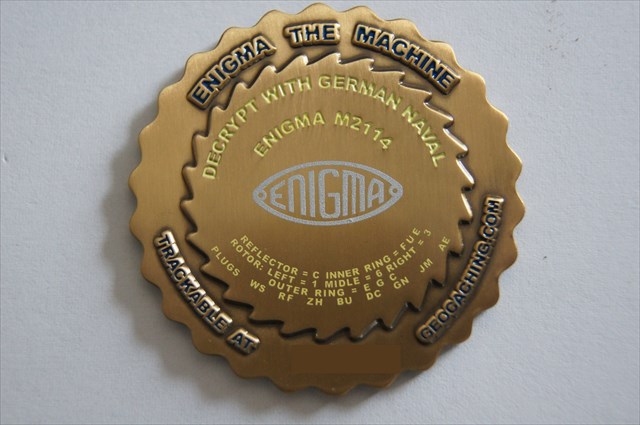 ENIGMA THE MACHINE
DECRYPT WITH GERMAN NAVAL
ENIGMA M2114
ENIGMA
REFLECTOR = C INNER RING = FUE
ROTOR: LEFT = 1 MIDLE = 6 RIGHT = 3
OUTER RING = E G C
PLUGS WS RF ZH BU DC GN JM AE
TRACKABLE AT
GEOCACHING.COM